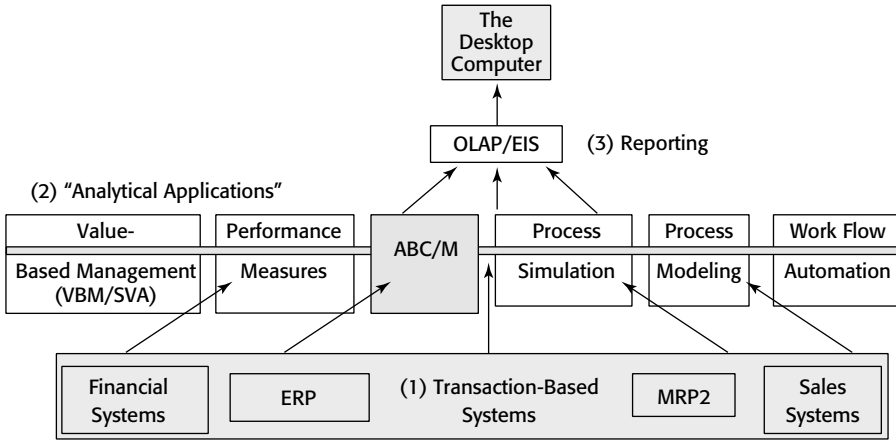 The
Desktop
Computer
OLAP/EIS
(3) Reporting
(2) “Analytical Applications”
Value-
Based Management
(VBM/SVA)
Performance
Measures
ABC/M
Process
Simulation
Process
Modeling
Work Flow
Automation
Financial
Systems
ERP
(1) Transaction-Based
Systems
MRP2
Sales
Systems